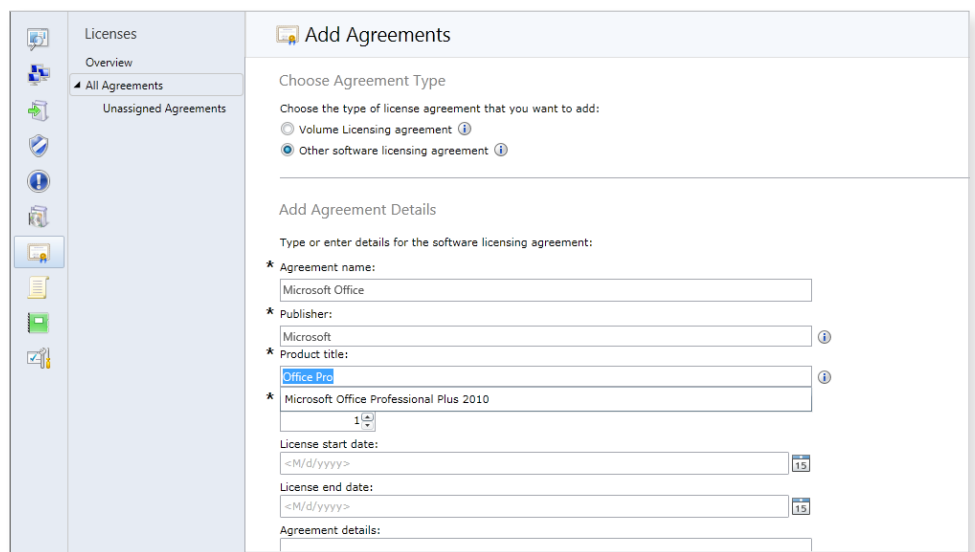 Licenses
Overview
All Agreements
Unassigned Agreements
Add Agreements
Choose Agreement Type
Choose the type of license agreement that you want to add:
Volume Licensing agreement
Other software licensing agreement
Add Agreement Details
Type or enter details for the software licensing agreement:
* Agreement name:
Microsoft Office
* Publisher:
Microsoft
* Product title:
Office Pro
* Microsoft Office Professional Plus 2010
1
License start date:
<M/d/yyyy>
15
License end date:
<M/d/yyyy>
15
Agreement details: